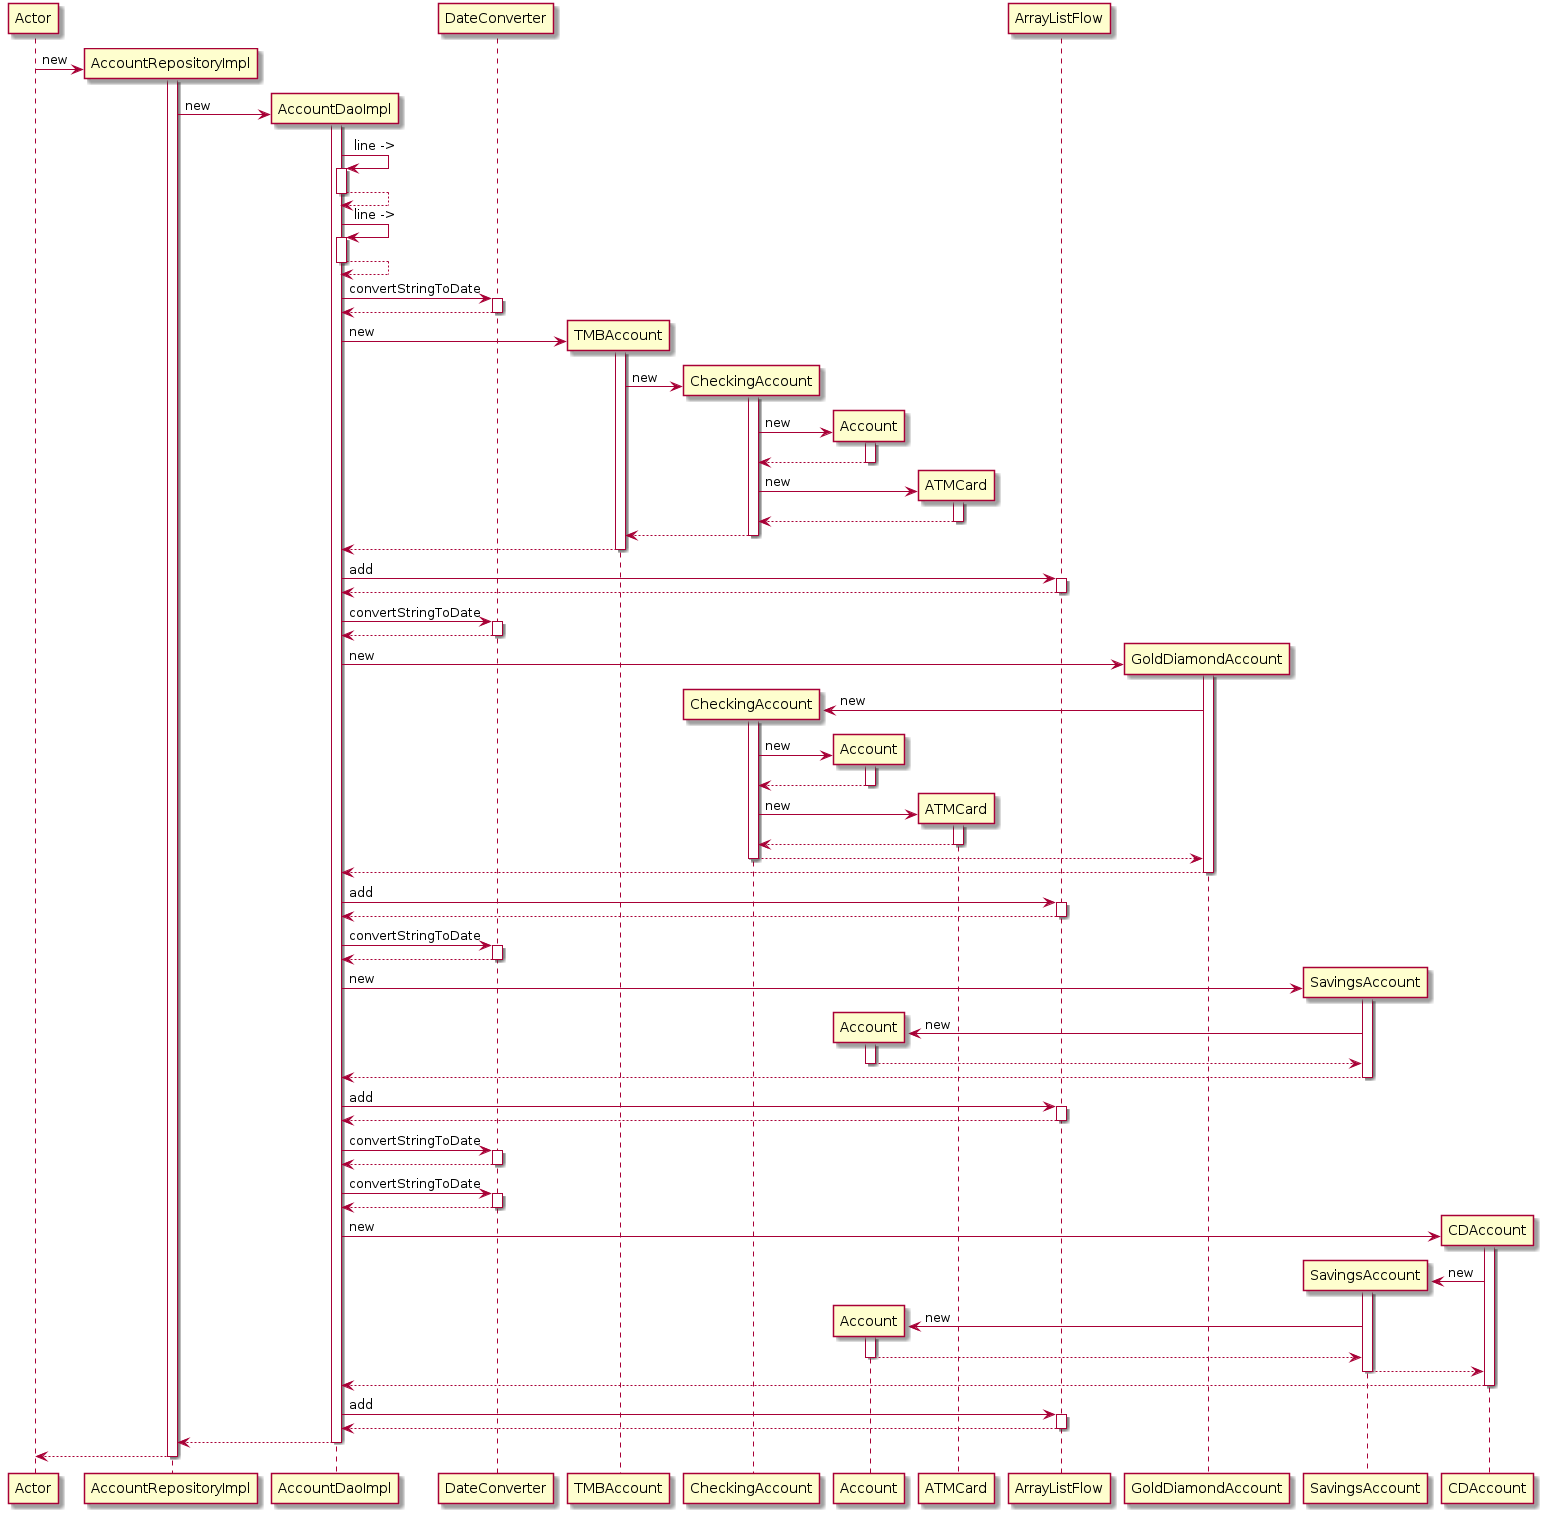 Actor
DateConverter
ArrayListFlow
new
AccountRepositoryImpl
new
AccountDaoImpl
line ->
line ->
convertStringToDate
new
TMBAccount
new
CheckingAccount
new
Account
new
ATMCard
add
convertStringToDate
new
GoldDiamondAccount
CheckingAccount
new
new
Account
new
ATMCard
add
convertStringToDate
new
SavingsAccount
Account
new
add
convertStringToDate
convertStringToDate
new
CDAccount
SavingsAccount
new
Account
new
add
Actor
AccountRepositoryImpl
AccountDaoImpl
DateConverter
TMBAccount
CheckingAccount
Account
ATMCard
ArrayListFlow
GoldDiamondAccount
SavingsAccount
CDAccount